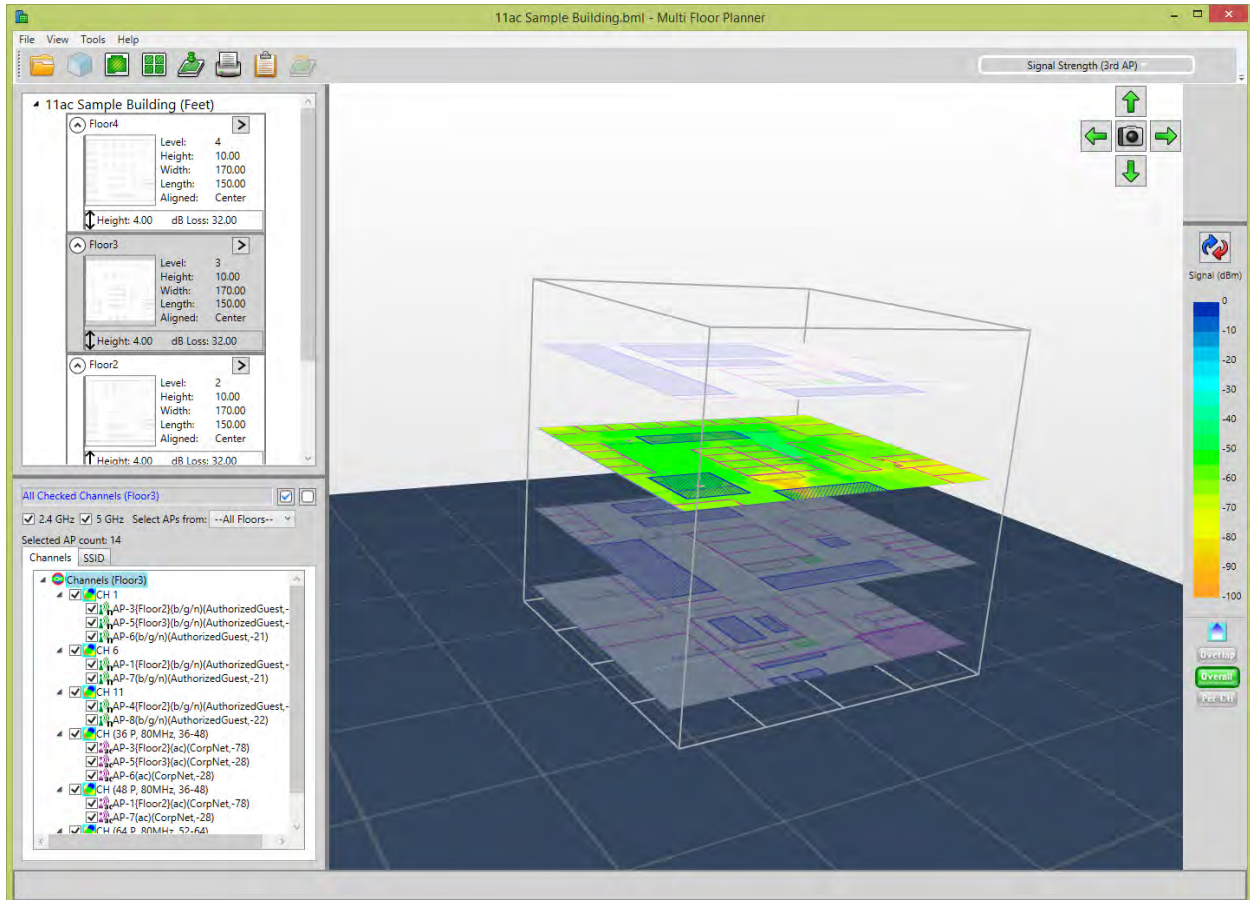 11ac Sample Building.bml - Multi Floor Planner
File View Tools Help
Signal Strength (3rd AP)
11ac Sample Building (Feet)
Floor4
Level: 4
Height: 10.00
Width: 170.00
Length: 150.00
Aligned: Center
Height: 4.00 dB Loss: 32.00
Floor3
Level: 3
Height: 10.00
Width: 170.00
Length: 150.00
Aligned: Center
Height: 4.00 dB Loss: 32.00
Floor2
Level: 2
Height: 10.00
Width: 170.00
Length: 150.00
Aligned: Center
Height: 4.00 dB Loss: 32.00
All Checked Channels (Floor3)
2.4 GHz 5 GHz Select APs from: --All Floors--
Selected AP count: 14
Channels SSID
Channels (Floor3)
CH 1
AP-3{Floor2}(b/g/n)(AuthorizedGuest,-
AP-5{Floor3}(b/g/n)(AuthorizedGuest,-
AP-6(b/g/n)(AuthorizedGuest,-21)
CH 6
AP-1{Floor2}(b/g/n)(AuthorizedGuest,-
AP-7(b/g/n)(AuthorizedGuest,-21)
CH 11
AP-4{Floor2}(b/g/n)(AuthorizedGuest,-
AP-8(b/g/n)(AuthorizedGuest,-22)
CH (36 P, 80MHz, 36-48)
AP-3{Floor2}(ac)(CorpNet,-78)
AP-5{Floor3}(ac)(CorpNet,-28)
AP-6(ac)(CorpNet,-28)
CH (48 P, 80MHz, 36-48)
AP-1{Floor2}(ac)(CorpNet,-78)
AP-7(ac)(CorpNet,-28)
CH (64 P, 80MHz, 52-64)
Signal (dBm)
0
-10
-20
-30
-40
-50
-60
-70
-80
-90
-100
Overlap
Overall
Per CH